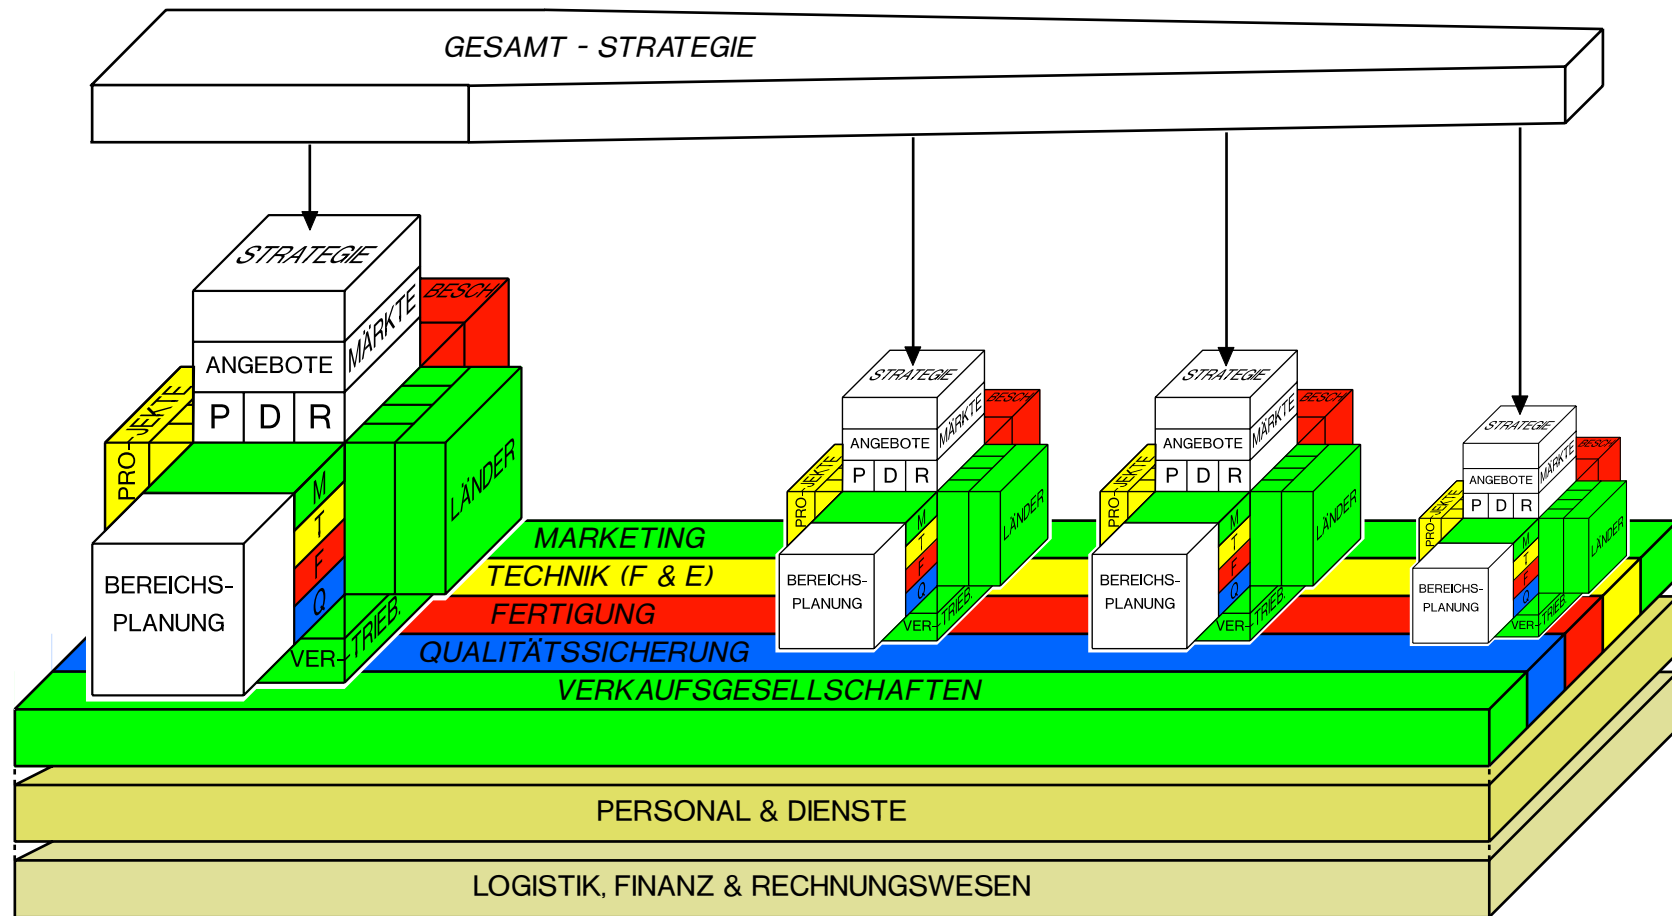 GESAMT - STRATEGIE
STRATEGIE
BESCH
MÄRKTE
ANGEBOTE
P D R
PRO-JEKTE
LÄNDER
M
T
F
Q
BEREICHS-
PLANUNG
VER-TRIEB.
STRATEGIE
BESCH
MÄRKTE
ANGEBOTE
P D R
PRO-JEKTE
LÄNDER
M
T
F
Q
BEREICHS-
PLANUNG
VER-TRIEB.
STRATEGIE
BESCH
MÄRKTE
ANGEBOTE
P D R
PRO-JEKTE
LÄNDER
M
T
F
Q
BEREICHS-
PLANUNG
VER-TRIEB.
STRATEGIE
BESCH
MÄRKTE
ANGEBOTE
P D R
PRO-JEKTE
LÄNDER
M
T
F
Q
BEREICHS-
PLANUNG
VER-TRIEB.
MARKETING
TECHNIK (F & E)
FERTIGUNG
QUALITÄTSSICHERUNG
VERKAUFSGESELLSCHAFTEN
PERSONAL & DIENSTE
LOGISTIK, FINANZ & RECHNUNGSWESEN